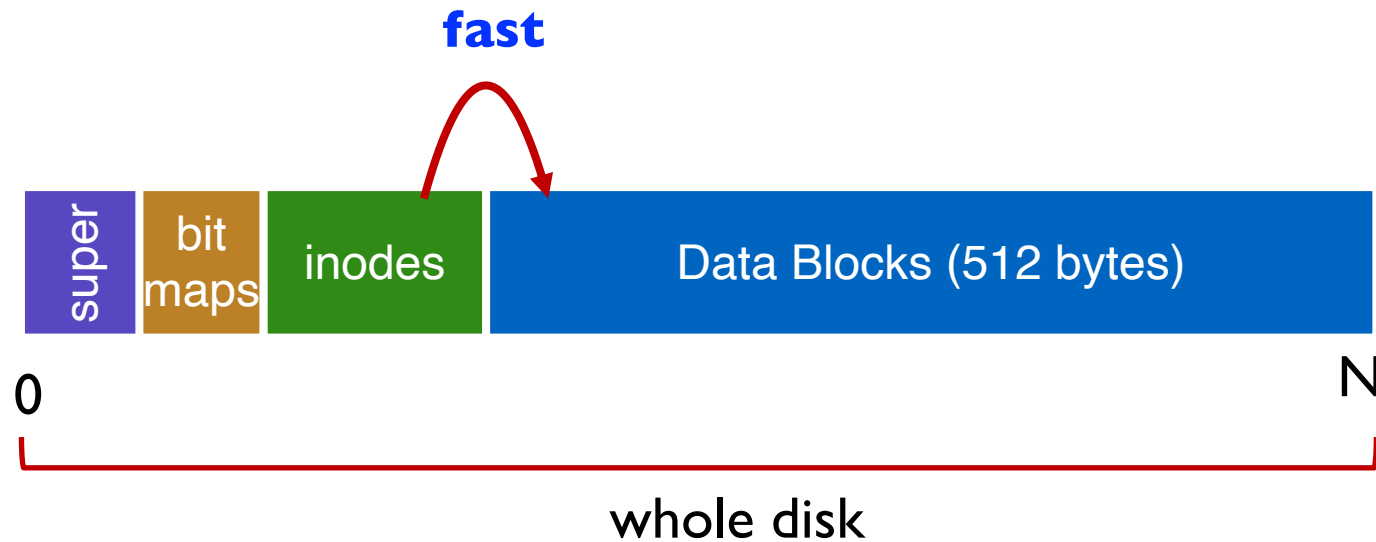 fast
super
bit
maps
inodes
Data Blocks (512 bytes)
0
N
whole disk